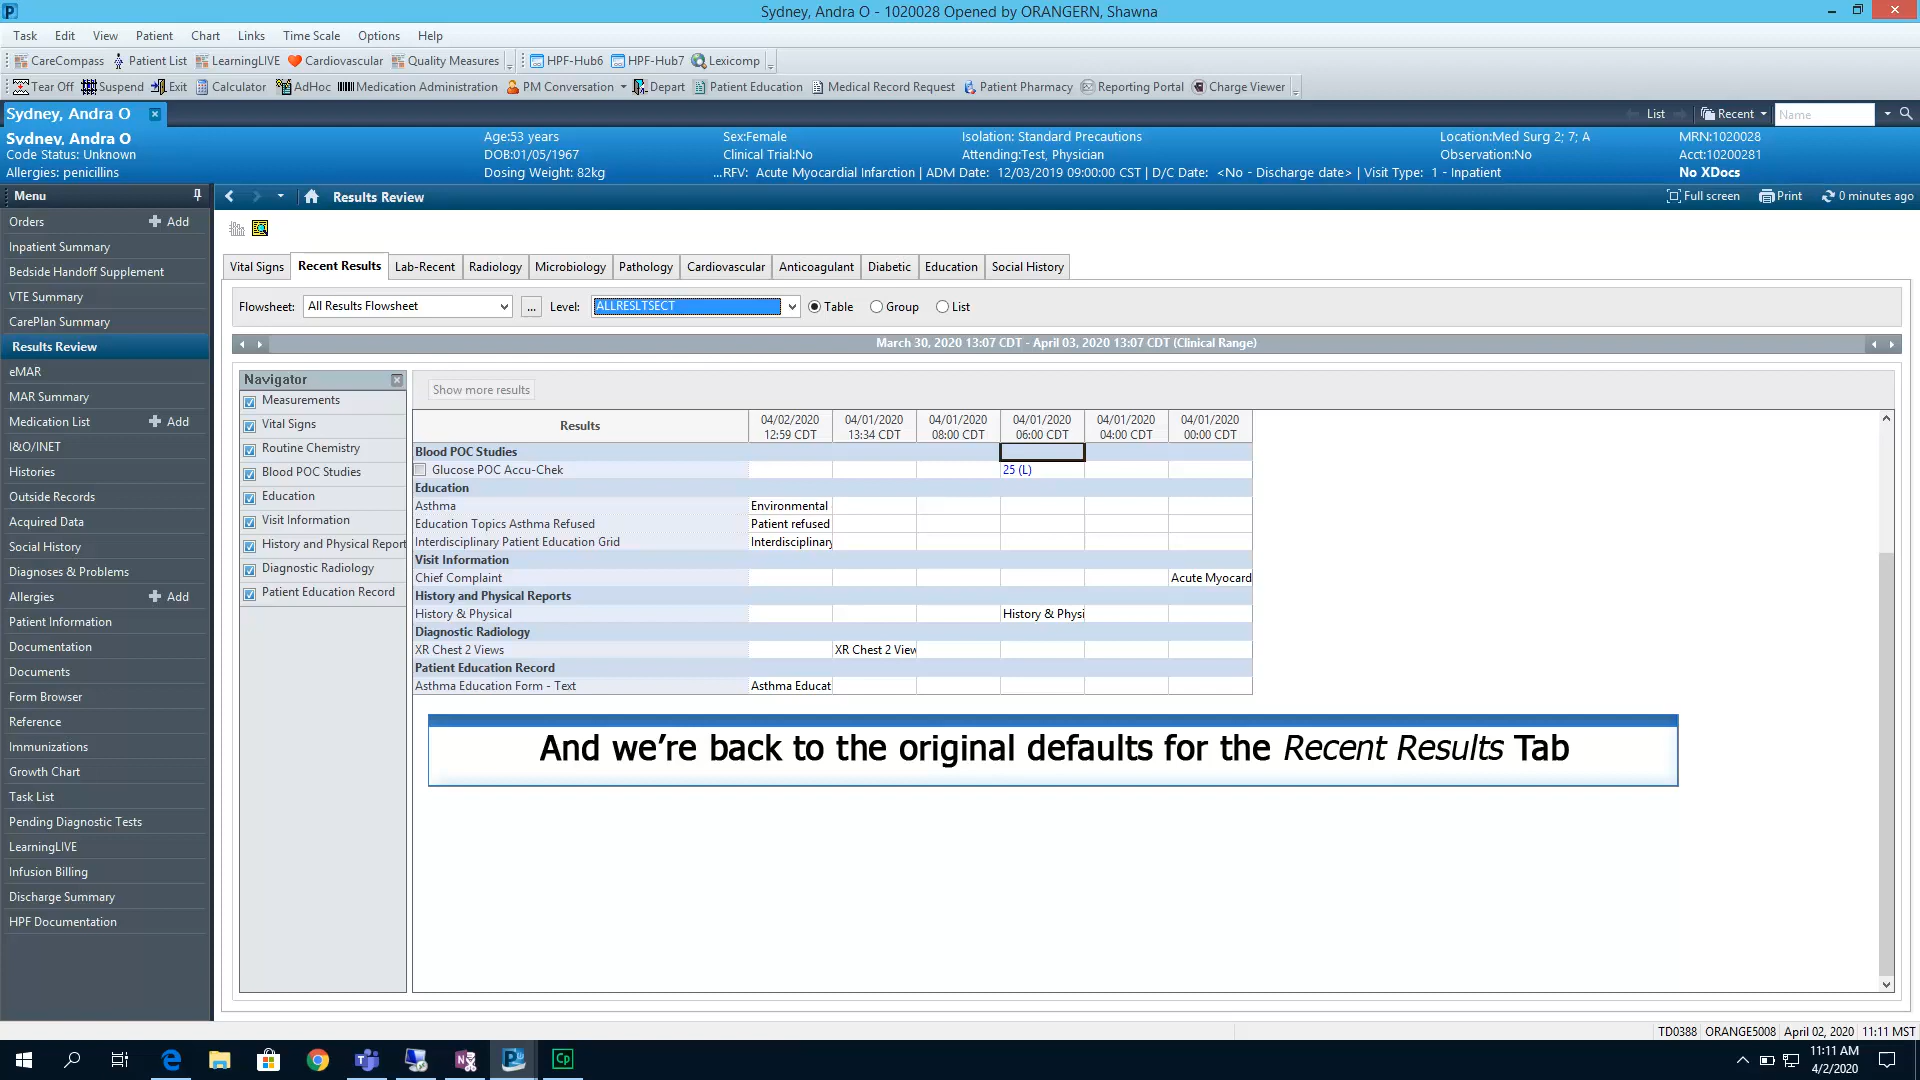 Sydney, Andra O - 1020028 Opened by ORANGERN, Shawna
Task Edit View Patient Chart Links Time Scale Options Help
CareCompass Patient List LearningLIVE Cardiovascular Quality Measures HPF-Hub6 HPF-Hub7 Lexicomp
Tear Off Suspend Exit Calculator AdHoc Medication Administration PM Conversation Depart Patient Education Medical Record Request Patient Pharmacy Reporting Portal Charge Viewer
Sydney, Andra O List Recent Name
Sydney, Andra O Age:53 years Sex:Female Isolation: Standard Precautions Location:Med Surg 2; 7; A MRN:1020028
Code Status: Unknown DOB:01/05/1967 Clinical Trial:No Attending:Test, Physician Observation:No Acct:10200281
Allergies: penicillins Dosing Weight: 82kg ...RFV: Acute Myocardial Infarction | ADM Date: 12/03/2019 09:00:00 CST | D/C Date: <No - Discharge date> | Visit Type: 1 - Inpatient No XDocs
Menu
Orders Add
Inpatient Summary
Bedside Handoff Supplement
VTE Summary
CarePlan Summary
Results Review
eMAR
MAR Summary
Medication List Add
I&O/INET
Histories
Outside Records
Acquired Data
Social History
Diagnoses & Problems
Allergies Add
Patient Information
Documentation
Documents
Form Browser
Reference
Immunizations
Growth Chart
Task List
Pending Diagnostic Tests
LearningLIVE
Infusion Billing
Discharge Summary
HPF Documentation
Results Review Full screen Print 0 minutes ago
Vital Signs Recent Results Lab-Recent Radiology Microbiology Pathology Cardiovascular Anticoagulant Diabetic Education Social History
Flowsheet: All Results Flowsheet ... Level: ALLRESLTSECT Table Group List
March 30, 2020 13:07 CDT - April 03, 2020 13:07 CDT (Clinical Range)
Navigator
Measurements
Vital Signs
Routine Chemistry
Blood POC Studies
Education
Visit Information
History and Physical Report
Diagnostic Radiology
Patient Education Record
Show more results
Results 04/02/2020 12:59 CDT 04/01/2020 13:34 CDT 04/01/2020 08:00 CDT 04/01/2020 06:00 CDT 04/01/2020 04:00 CDT 04/01/2020 00:00 CDT
Blood POC Studies
Glucose POC Accu-Chek 25 (L)
Education
Asthma Environmental
Education Topics Asthma Refused Patient refused
Interdisciplinary Patient Education Grid Interdisciplinary
Visit Information
Chief Complaint Acute Myocard
History and Physical Reports
History & Physical History & Physi
Diagnostic Radiology
XR Chest 2 Views XR Chest 2 View
Patient Education Record
Asthma Education Form - Text Asthma Educat
And we're back to the original defaults for the Recent Results Tab
TD0388 ORANGE5008 April 02, 2020 11:11 MST
11:11 AM
4/2/2020